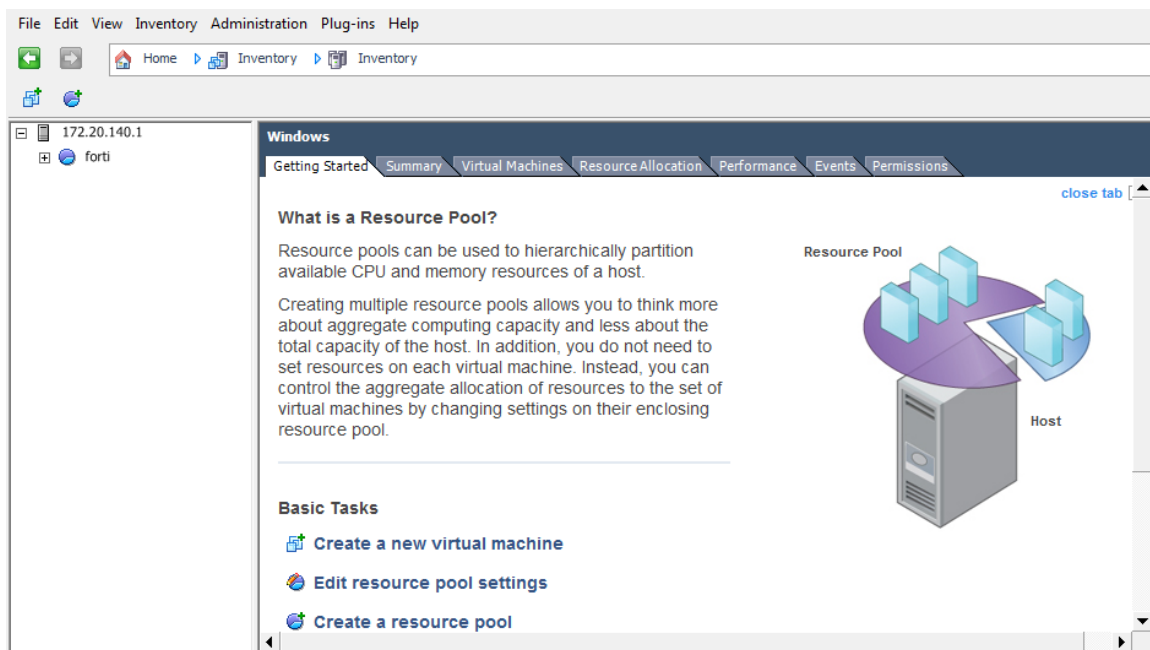 File Edit View Inventory Administration Plug-ins Help
Home Inventory Inventory
172.20.140.1
forti
Windows
Getting Started Summary Virtual Machines Resource Allocation Performance Events Permissions
close tab
What is a Resource Pool?
Resource pools can be used to hierarchically partition
available CPU and memory resources of a host.
Creating multiple resource pools allows you to think more
about aggregate computing capacity and less about the
total capacity of the host. In addition, you do not need to
set resources on each virtual machine. Instead, you can
control the aggregate allocation of resources to the set of
virtual machines by changing settings on their enclosing
resource pool.
Resource Pool
Host
Basic Tasks
Create a new virtual machine
Edit resource pool settings
Create a resource pool